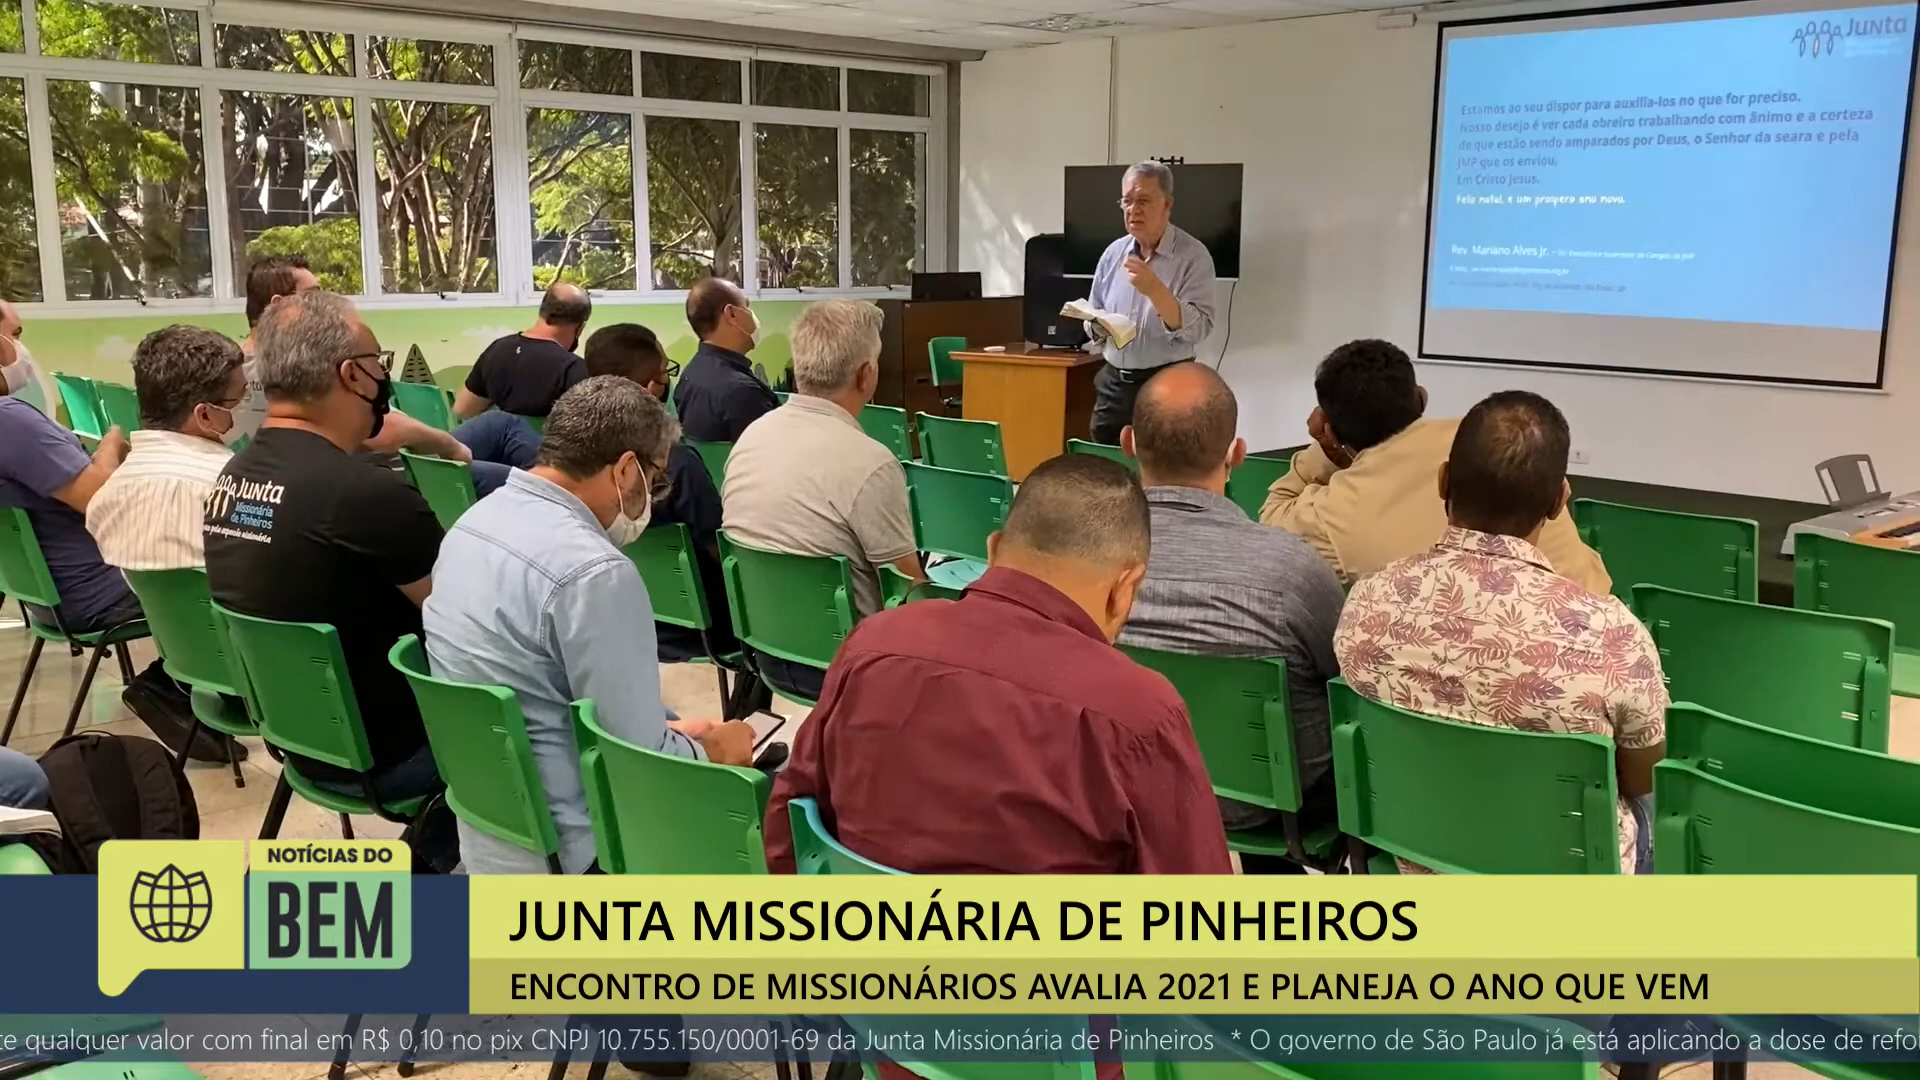 Junta
Estamos ao seu dispor para auxilia-los no que for preciso.
Nosso desejo é ver cada obreiro trabalhando com ânimo e a certeza
de que estão sendo amparados por Deus, o Senhor da seara e pela
JMP que os enviou.
Em Cristo Jesus.
Feliz natal, e um prospero ano novo.
Rev. Mariano Alves Jr.
Junta
Missionária
de Pinheiros
NOTÍCIAS DO
BEM
JUNTA MISSIONÁRIA DE PINHEIROS
ENCONTRO DE MISSIONÁRIOS AVALIA 2021 E PLANEJA O ANO QUE VEM
te qualquer valor com final em R$ 0,10 no pix CNPJ 10.755.150/0001-69 da Junta Missionária de Pinheiros * O governo de São Paulo já está aplicando a dose de refo